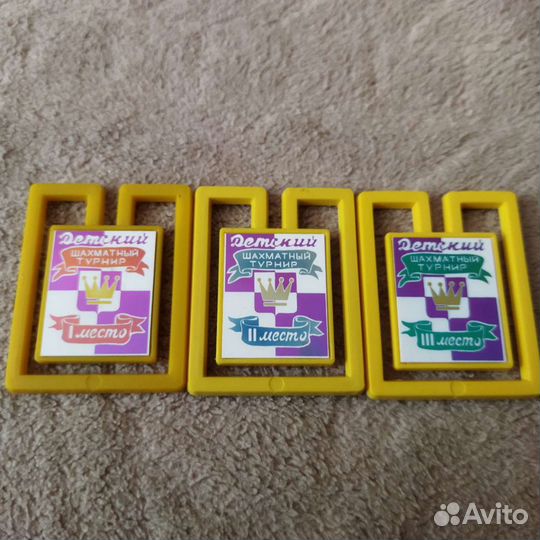 Детский
ШАХМАТНЫЙ
ТУРНИР
I место
Детский
ШАХМАТНЫЙ
ТУРНИР
II место
Детский
ШАХМАТНЫЙ
ТУРНИР
III место
Avito